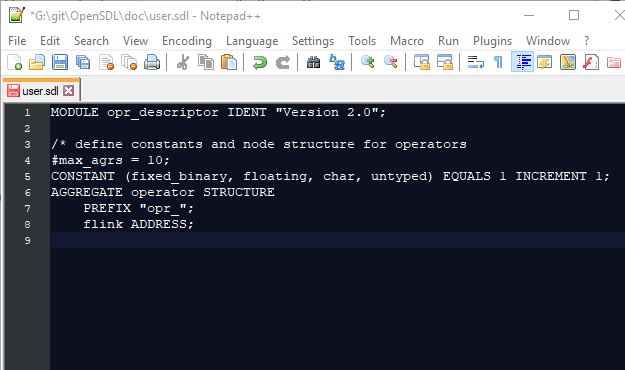 *G:\git\OpenSDL\doc\user.sdl - Notepad++
File Edit Search View Encoding Language Settings Tools Macro Run Plugins Window ?
user.sdl
1 MODULE opr_descriptor IDENT "Version 2.0";
2
3 /* define constants and node structure for operators
4 #max_agrs = 10;
5 CONSTANT (fixed_binary, floating, char, untyped) EQUALS 1 INCREMENT 1;
6 AGGREGATE operator STRUCTURE
7 PREFIX "opr_";
8 flink ADDRESS;
9